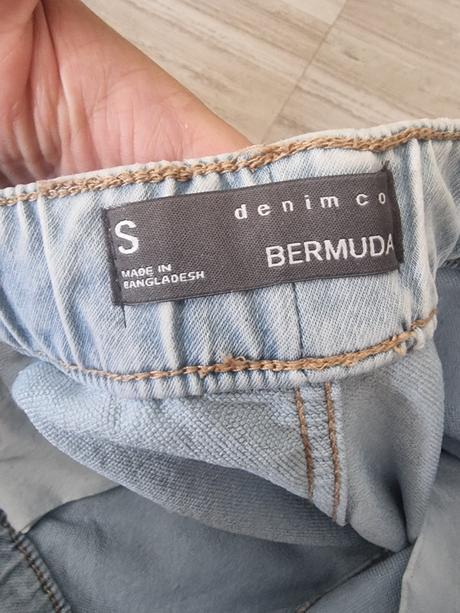 denim co
S
BERMUDA
MADE IN
BANGLADESH